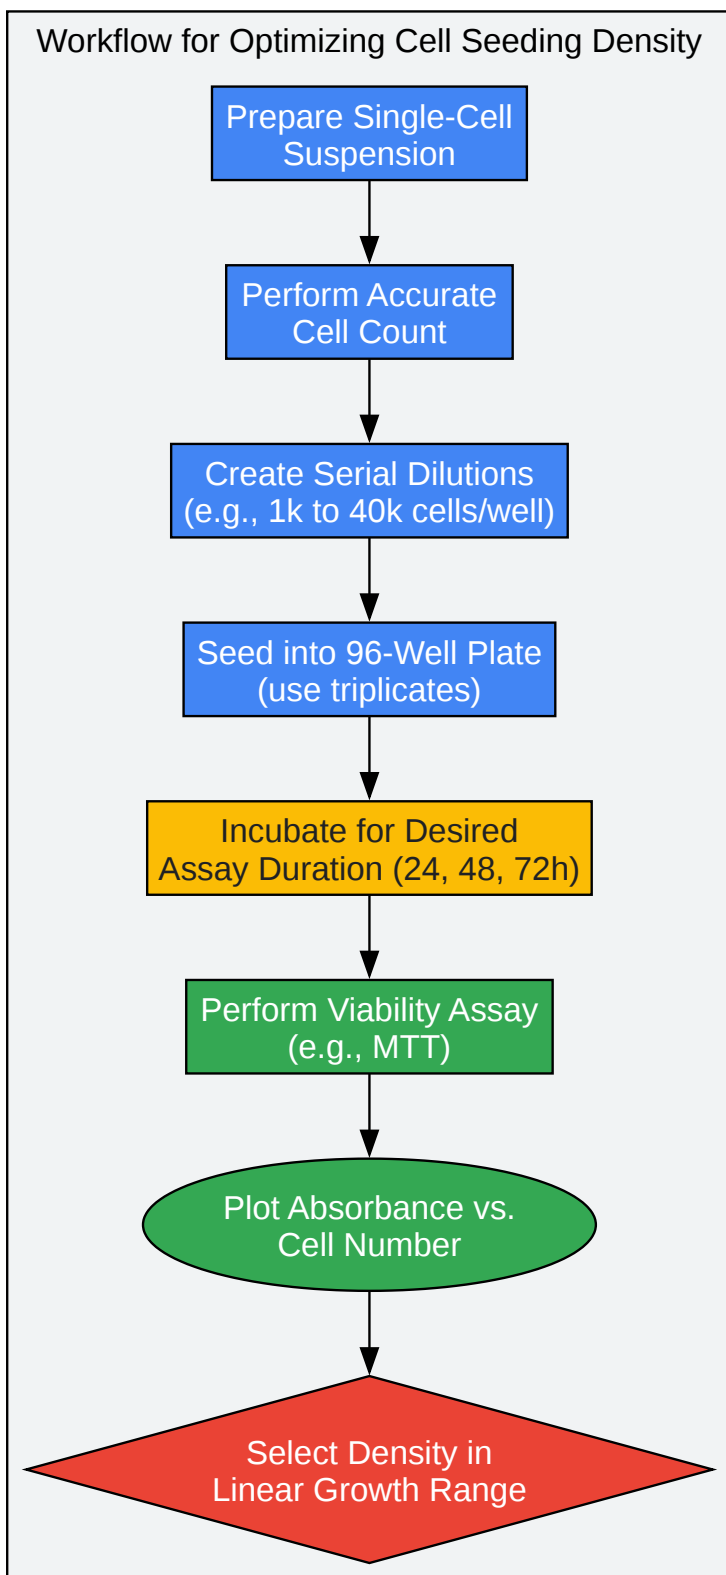 Workflow for Optimizing Cell Seeding Density
Prepare Single-Cell
Suspension
Perform Accurate
Cell Count
Create Serial Dilutions
(e.g., 1k to 40k cells/well)
Seed into 96-Well Plate
(use triplicates)
Incubate for Desired
Assay Duration (24, 48, 72h)
Perform Viability Assay
(e.g., MTT)
Plot Absorbance vs.
Cell Number
Select Density in
Linear Growth Range